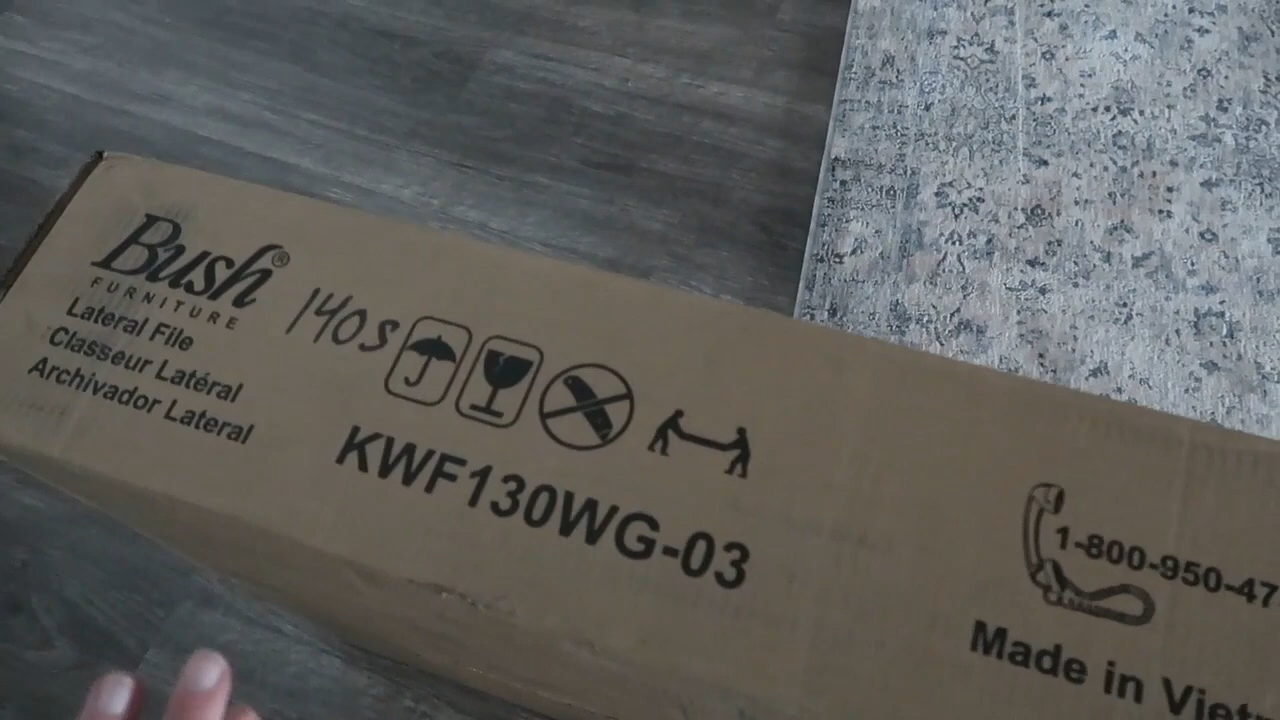 Bush®
FURNITURE
Lateral File
Classeur Latéral
Archivador Lateral
140S
KWF130WG-03
1-800-950-47
Made in Viet